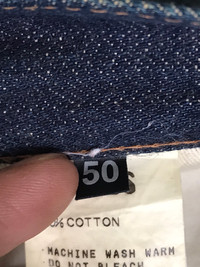 50
S
% COTTON
MACHINE WASH WARM
DO NOT BLEACH